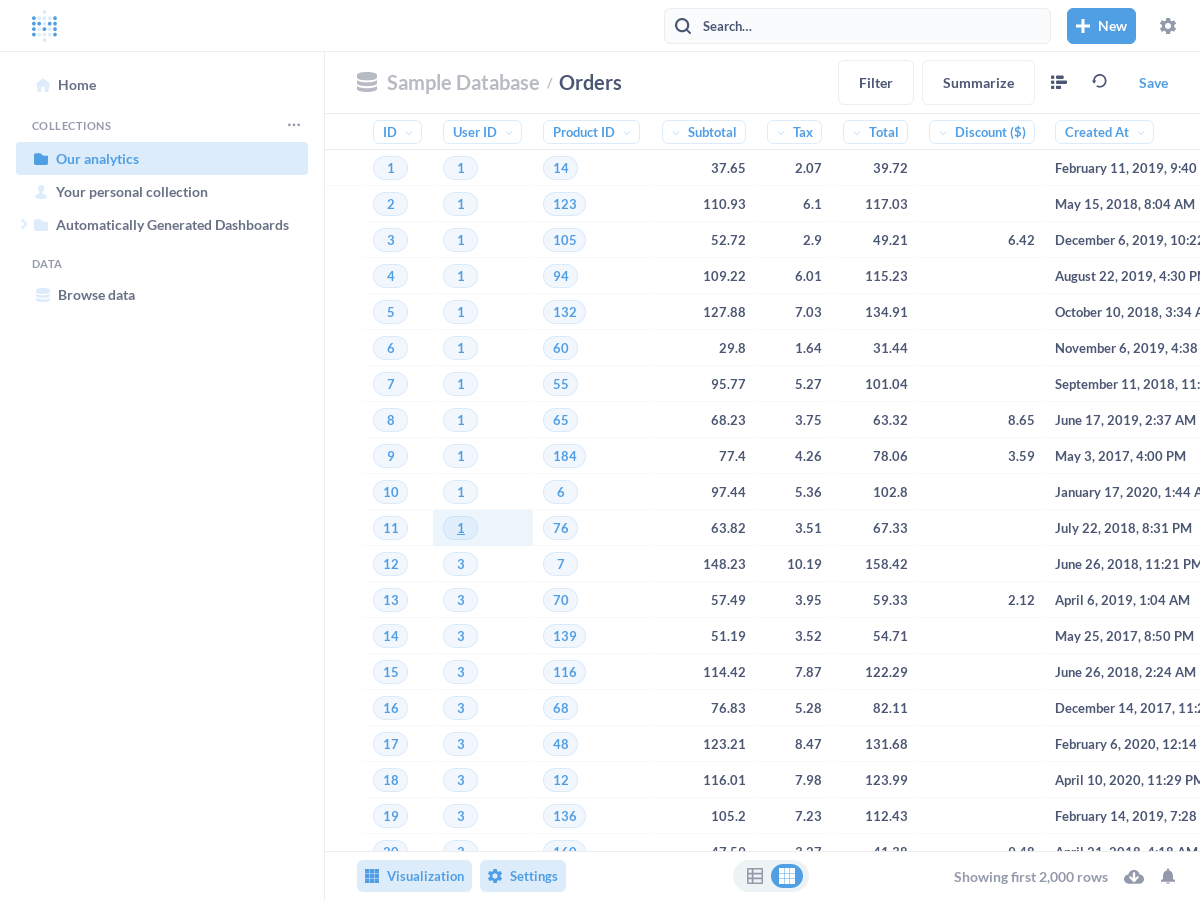 Search...
New
Home
COLLECTIONS
Our analytics
Your personal collection
Automatically Generated Dashboards
DATA
Browse data
Sample Database / Orders
Filter
Summarize
Save
ID User ID Product ID Subtotal Tax Total Discount ($) Created At
1 1 14 37.65 2.07 39.72 February 11, 2019, 9:40
2 1 123 110.93 6.1 117.03 May 15, 2018, 8:04 AM
3 1 105 52.72 2.9 49.21 6.42 December 6, 2019, 10:22
4 1 94 109.22 6.01 115.23 August 22, 2019, 4:30 PM
5 1 132 127.88 7.03 134.91 October 10, 2018, 3:34 A
6 1 60 29.8 1.64 31.44 November 6, 2019, 4:38
7 1 55 95.77 5.27 101.04 September 11, 2018, 11:
8 1 65 68.23 3.75 63.32 8.65 June 17, 2019, 2:37 AM
9 1 184 77.4 4.26 78.06 3.59 May 3, 2017, 4:00 PM
10 1 6 97.44 5.36 102.8 January 17, 2020, 1:44 A
11 1 76 63.82 3.51 67.33 July 22, 2018, 8:31 PM
12 3 7 148.23 10.19 158.42 June 26, 2018, 11:21 PM
13 3 70 57.49 3.95 59.33 2.12 April 6, 2019, 1:04 AM
14 3 139 51.19 3.52 54.71 May 25, 2017, 8:50 PM
15 3 116 114.42 7.87 122.29 June 26, 2018, 2:24 AM
16 3 68 76.83 5.28 82.11 December 14, 2017, 11:2
17 3 48 123.21 8.47 131.68 February 6, 2020, 12:14
18 3 12 116.01 7.98 123.99 April 10, 2020, 11:29 PM
19 3 136 105.2 7.23 112.43 February 14, 2019, 7:28
Visualization
Settings
Showing first 2,000 rows